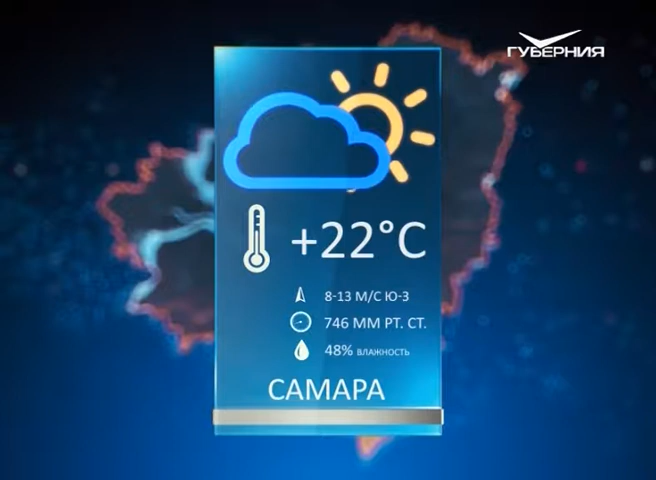 ГУБЕРНИЯ
+22°C
8-13 М/С Ю-З
746 ММ РТ. СТ.
48% ВЛАЖНОСТЬ
САМАРА